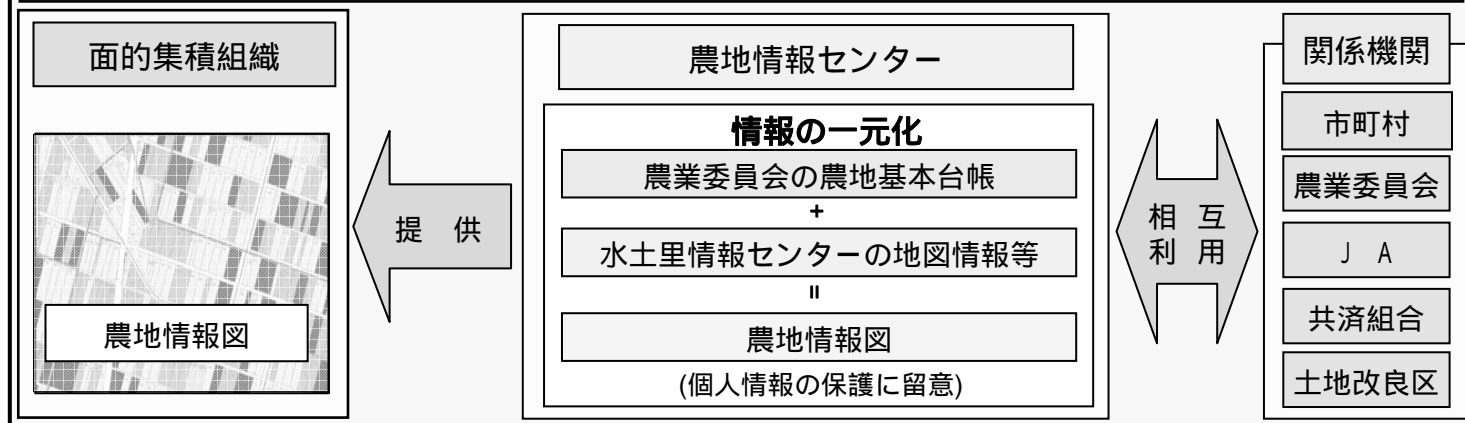 面的集積組織
農地情報図
提 供
農地情報センター
情報の一元化
農業委員会の農地基本台帳
+
水土里情報センターの地図情報等
=
農地情報図
(個人情報の保護に留意)
相 互
利 用
関係機関
市町村
農業委員会
J A
共済組合
土地改良区